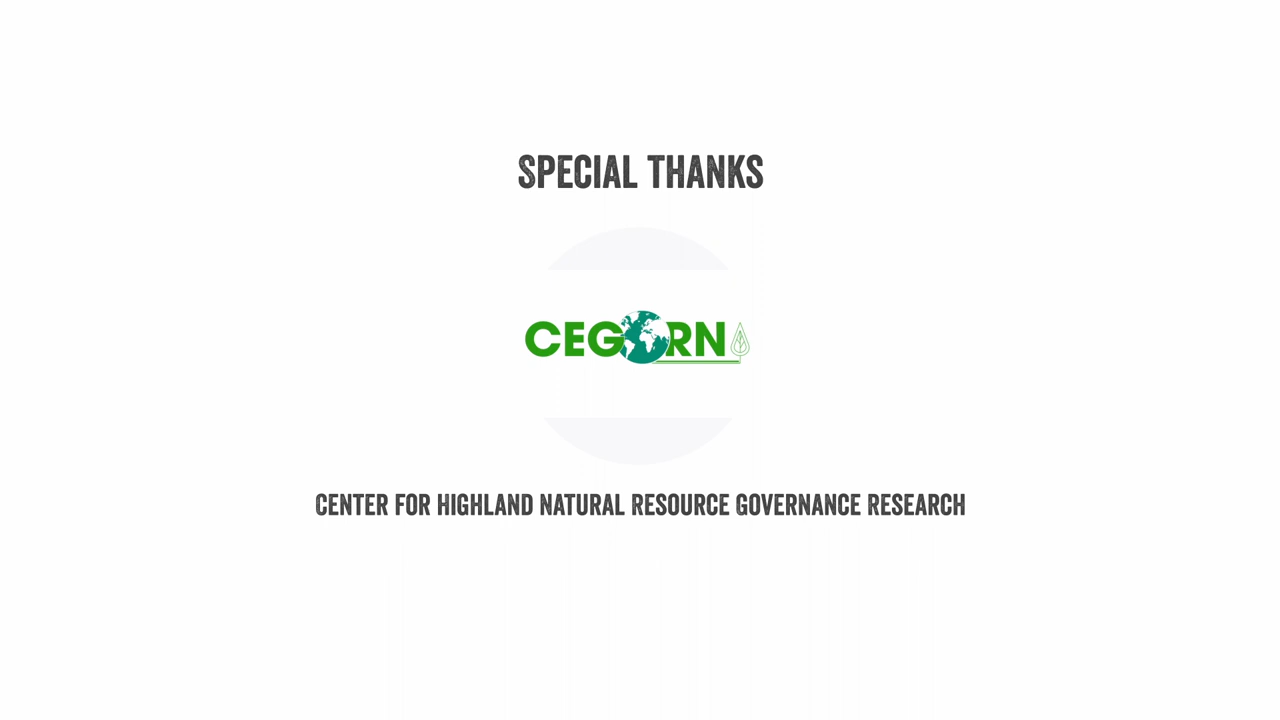 SPECIAL THANKS
CEGORN
CENTER FOR HIGHLAND NATURAL RESOURCE GOVERNANCE RESEARCH